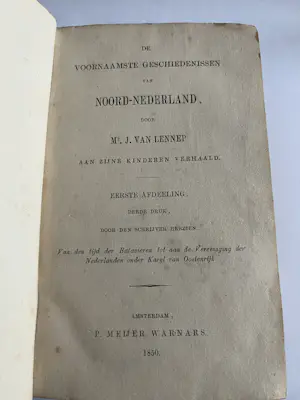 DE
VOORNAAMSTE GESCHIEDENISSEN
VAN
NOORD-NEDERLAND,
DOOR
Mr. J. VAN LENNEP
AAN ZIJNE KINDEREN VERHAALD.
EERSTE AFDEELING.
DERDE DRUK,
DOOR DEN SCHRIJVER HERZIEN
Van den tijd der Batavieren tot aan de Vereeniging der
Nederlanden onder Karel van Oostenrijk
AMSTERDAM,
P. MEIJER WARNARS.
1850.